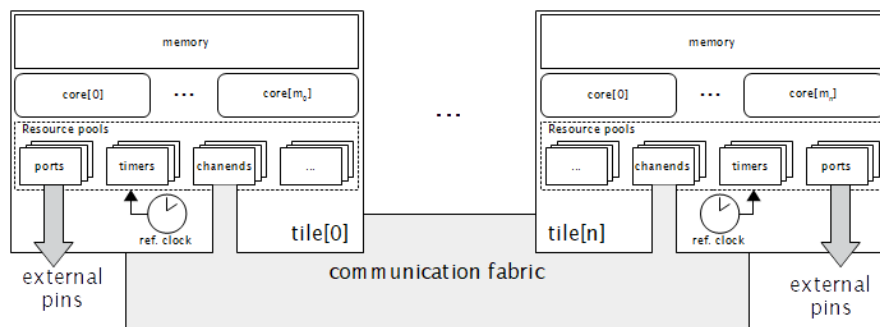 memory
core[0]
...
core[m0]
Resource pools
ports
timers
chanends
...
ref. clock
tile[0]
external
pins
...
memory
core[0]
...
core[mn]
Resource pools
...
chanends
timers
ports
tile[n]
ref. clock
external
pins
communication fabric